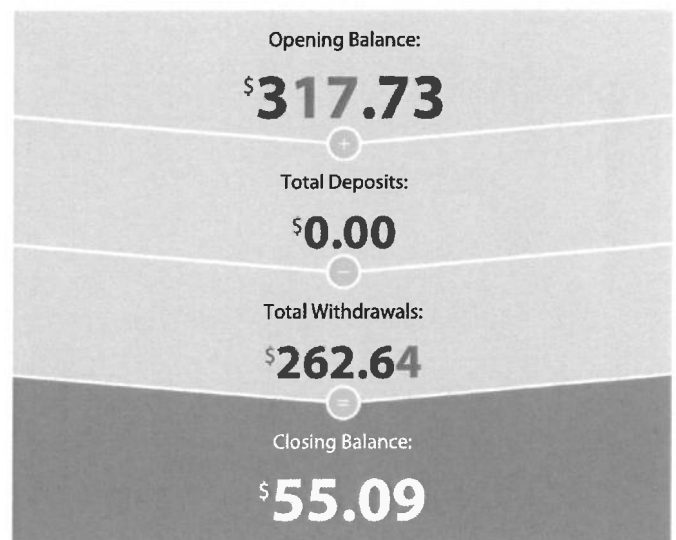 Opening Balance:
$317.73
+
Total Deposits:
$0.00
−
Total Withdrawals:
$262.64
=
Closing Balance:
$55.09